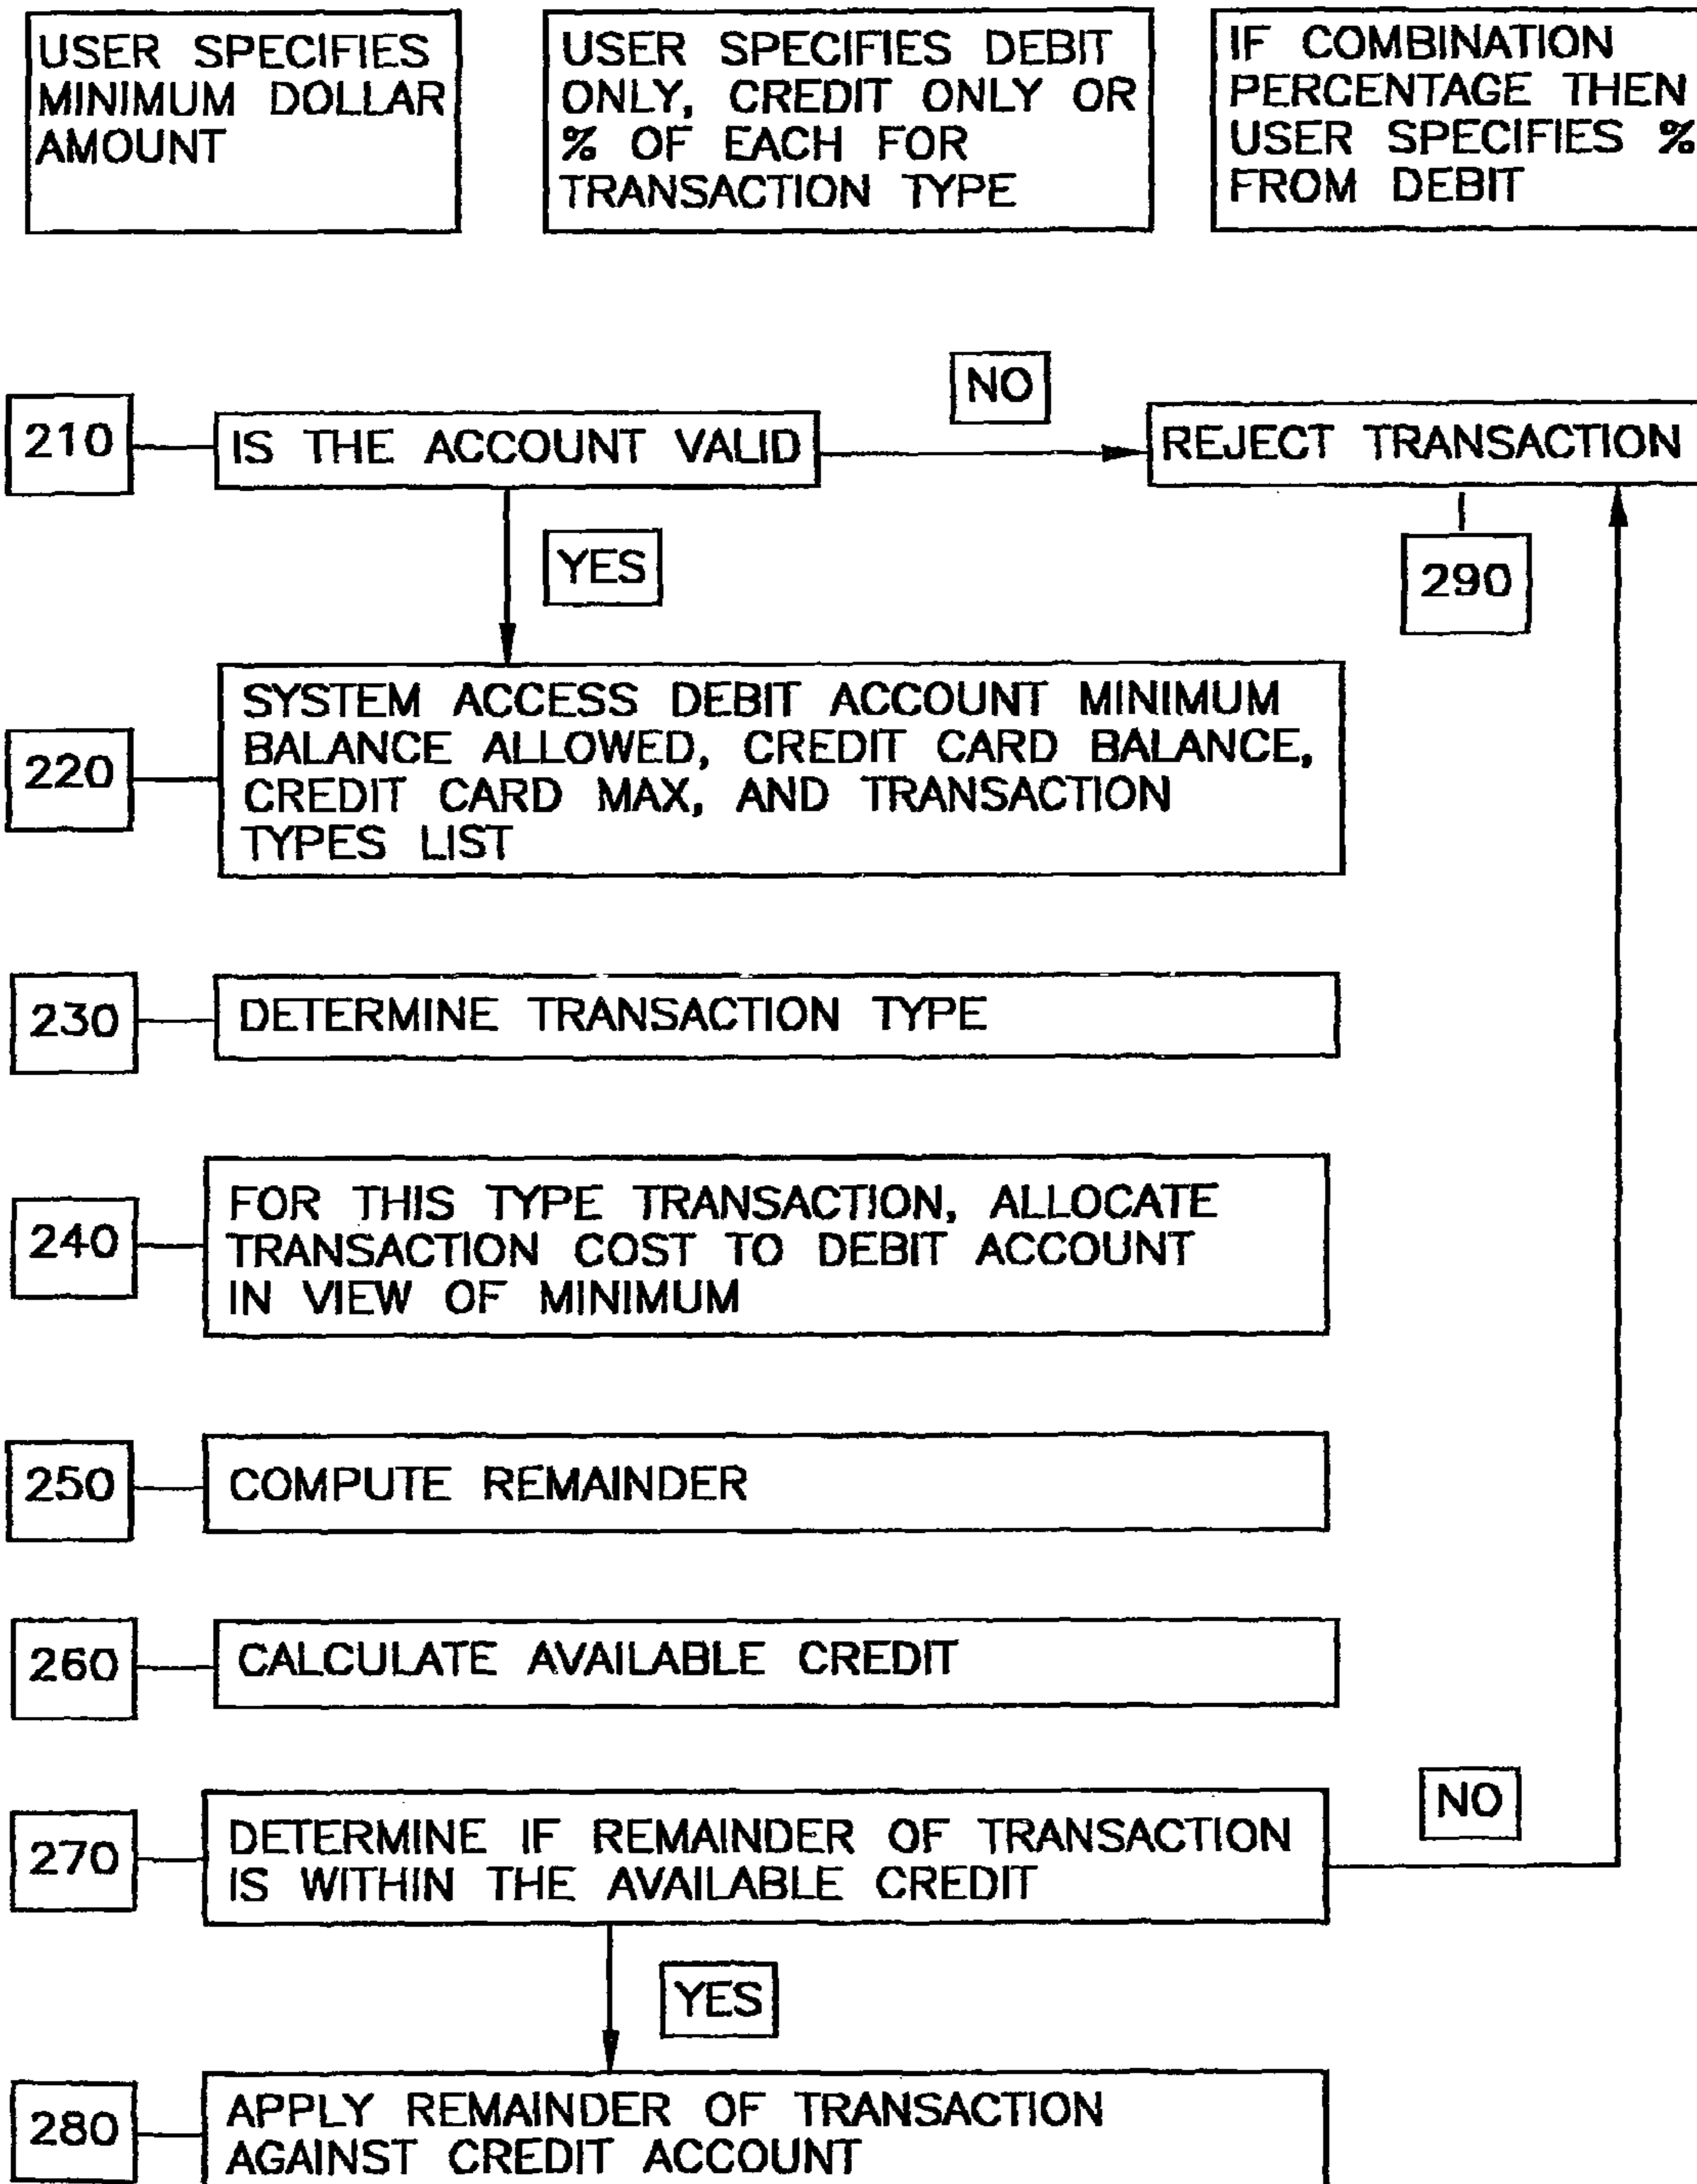 USER SPECIFIES
MINIMUM DOLLAR
AMOUNT
USER SPECIFIES DEBIT
ONLY, CREDIT ONLY OR
% OF EACH FOR
TRANSACTION TYPE
IF COMBINATION
PERCENTAGE THEN
USER SPECIFIES %
FROM DEBIT
NO
210
IS THE ACCOUNT VALID
REJECT TRANSACTION
YES
290
220
SYSTEM ACCESS DEBIT ACCOUNT MINIMUM
BALANCE ALLOWED, CREDIT CARD BALANCE,
CREDIT CARD MAX, AND TRANSACTION
TYPES LIST
230
DETERMINE TRANSACTION TYPE
240
FOR THIS TYPE TRANSACTION, ALLOCATE
TRANSACTION COST TO DEBIT ACCOUNT
IN VIEW OF MINIMUM
250
COMPUTE REMAINDER
260
CALCULATE AVAILABLE CREDIT
NO
270
DETERMINE IF REMAINDER OF TRANSACTION
IS WITHIN THE AVAILABLE CREDIT
YES
280
APPLY REMAINDER OF TRANSACTION
AGAINST CREDIT ACCOUNT